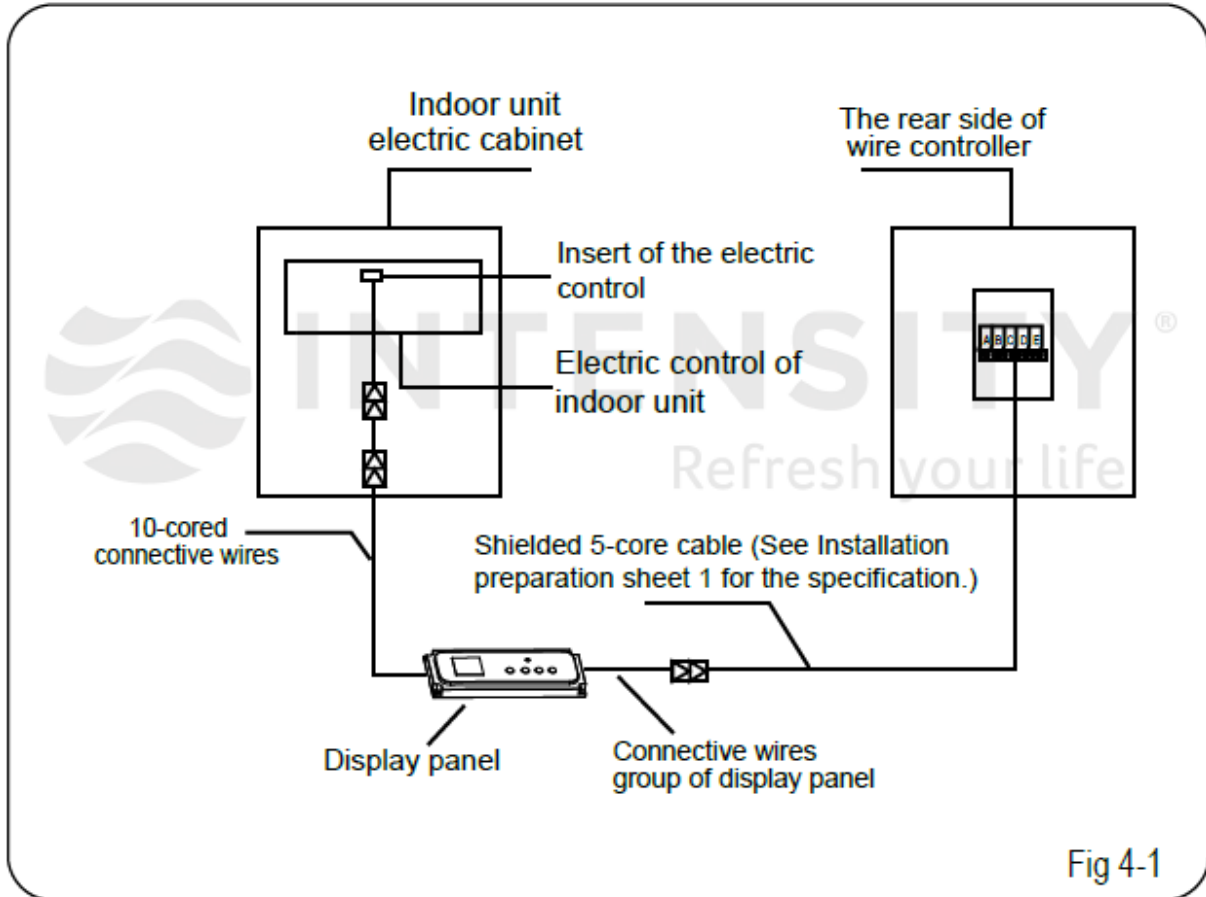 Indoor unit
electric cabinet
The rear side of
wire controller
Insert of the electric
control
INTENSITY®
A B C D E
Electric control of
indoor unit
Refresh your life
10-cored
connective wires
Shielded 5-core cable (See Installation
preparation sheet 1 for the specification.)
Display panel
Connective wires
group of display panel
Fig 4-1